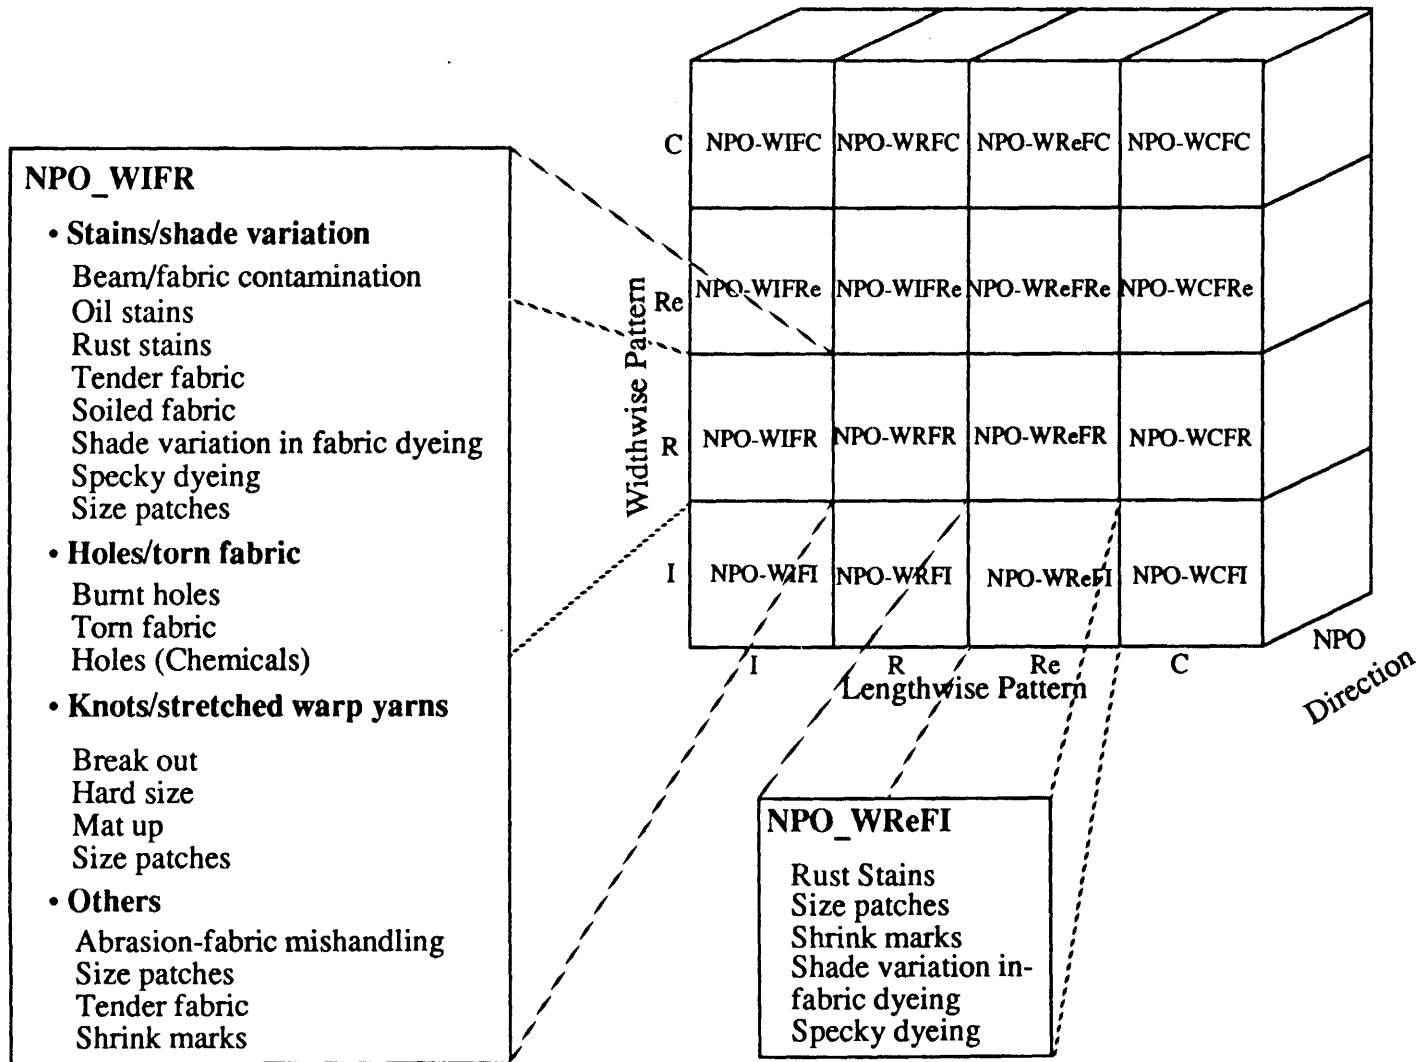 NPO_WIFR
• Stains/shade variation
Beam/fabric contamination
Oil stains
Rust stains
Tender fabric
Soiled fabric
Shade variation in fabric dyeing
Specky dyeing
Size patches
• Holes/torn fabric
Burnt holes
Torn fabric
Holes (Chemicals)
• Knots/stretched warp yarns
Break out
Hard size
Mat up
Size patches
• Others
Abrasion-fabric mishandling
Size patches
Tender fabric
Shrink marks
Widthwise Pattern
C NPO-WIFC NPO-WRFC NPO-WReFC NPO-WCFC
Re NPO-WIFRe NPO-WIFRe NPO-WReFRe NPO-WCFRe
R NPO-WIFR NPO-WRFR NPO-WReFR NPO-WCFR
I NPO-WIFI NPO-WRFI NPO-WReFI NPO-WCFI
I R Re C
Lengthwise Pattern
NPO
Direction
NPO_WReFI
Rust Stains
Size patches
Shrink marks
Shade variation in-
fabric dyeing
Specky dyeing